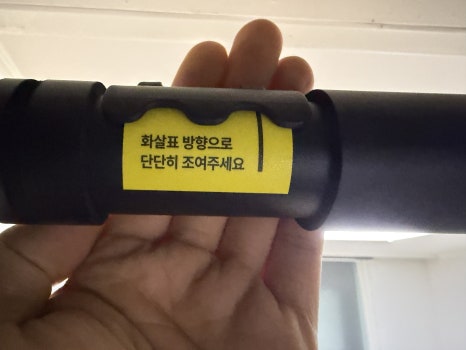 화살표 방향으로
단단히 조여주세요